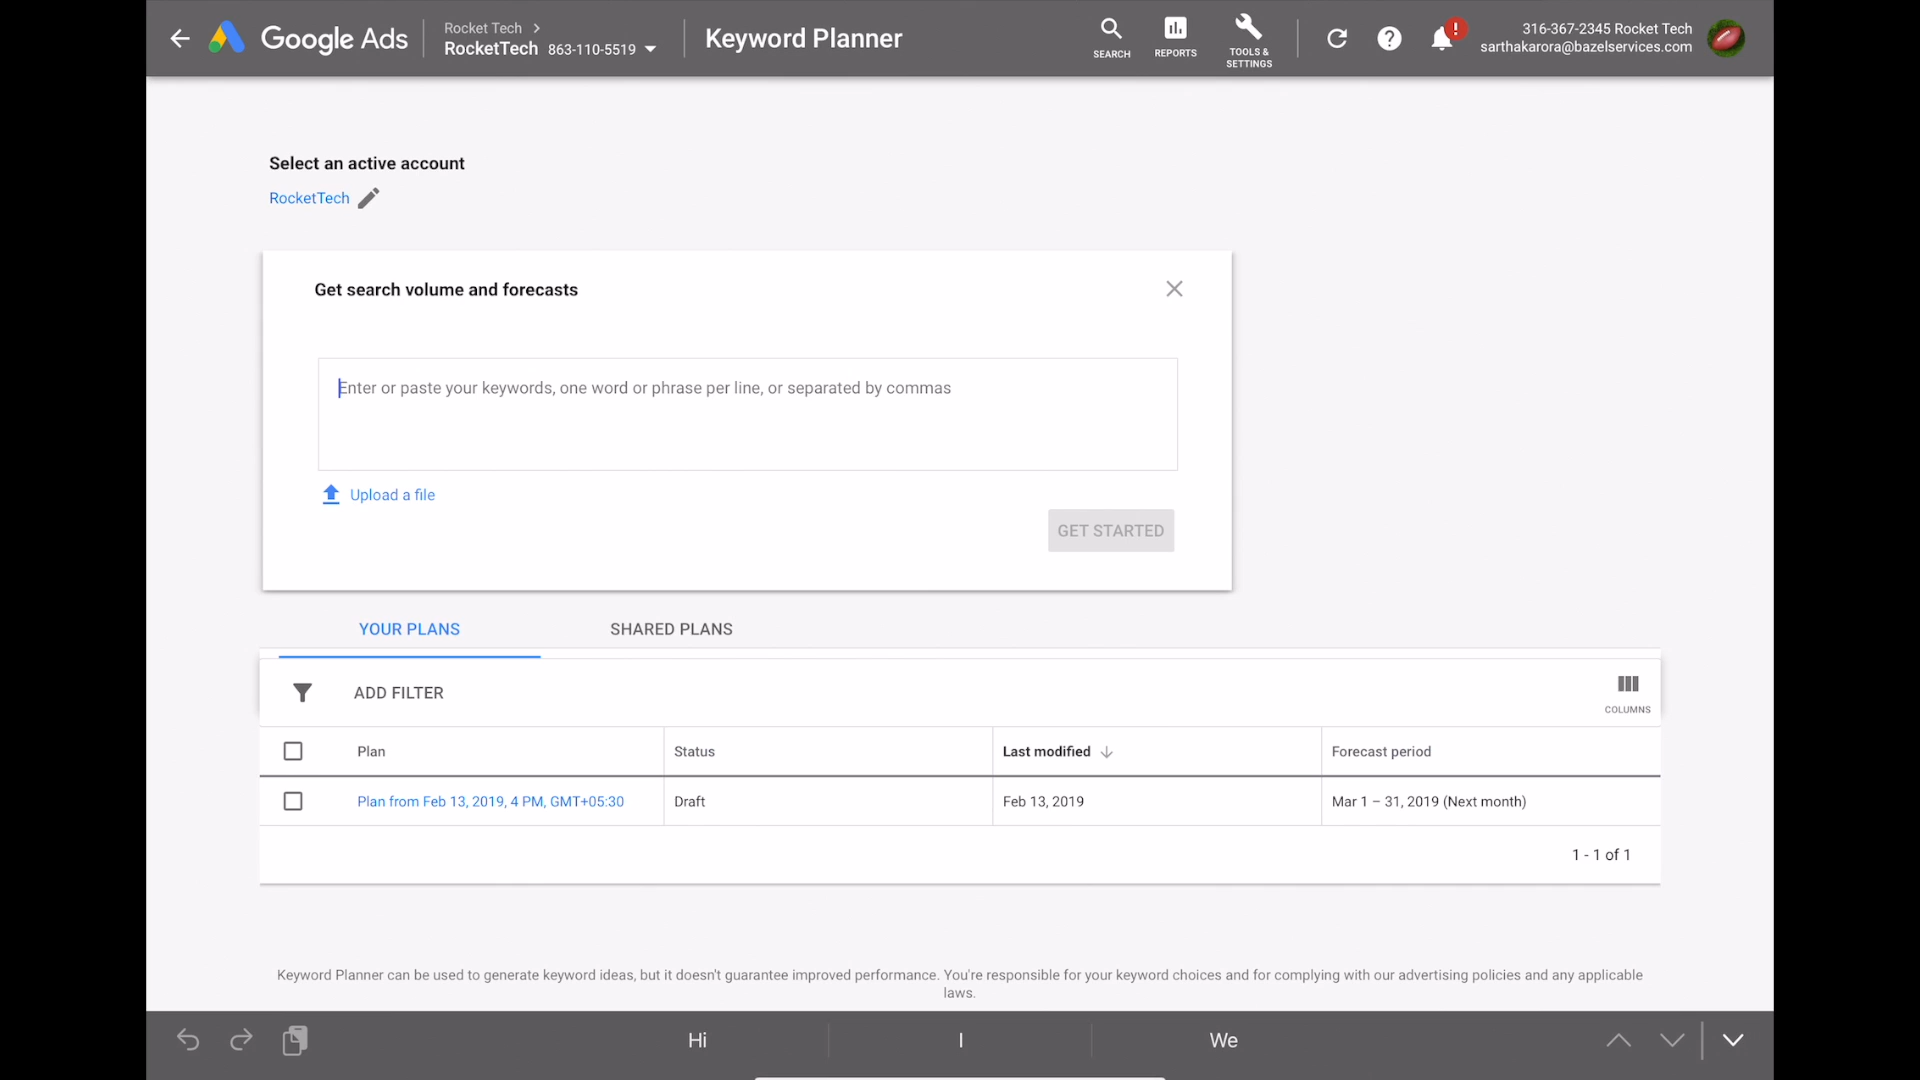 Google Ads
Rocket Tech >
RocketTech 863-110-5519
Keyword Planner
SEARCH
REPORTS
TOOLS &
SETTINGS
!
316-367-2345 Rocket Tech
sarthakarora@bazelservices.com
Select an active account
RocketTech
Get search volume and forecasts
Enter or paste your keywords, one word or phrase per line, or separated by commas
Upload a file
GET STARTED
YOUR PLANS
SHARED PLANS
ADD FILTER
COLUMNS
Plan
Status
Last modified
Forecast period
Plan from Feb 13, 2019, 4 PM, GMT+05:30
Draft
Feb 13, 2019
Mar 1 – 31, 2019 (Next month)
1 - 1 of 1
Keyword Planner can be used to generate keyword ideas, but it doesn't guarantee improved performance. You're responsible for your keyword choices and for complying with our advertising policies and any applicable
laws.
Hi
I
We